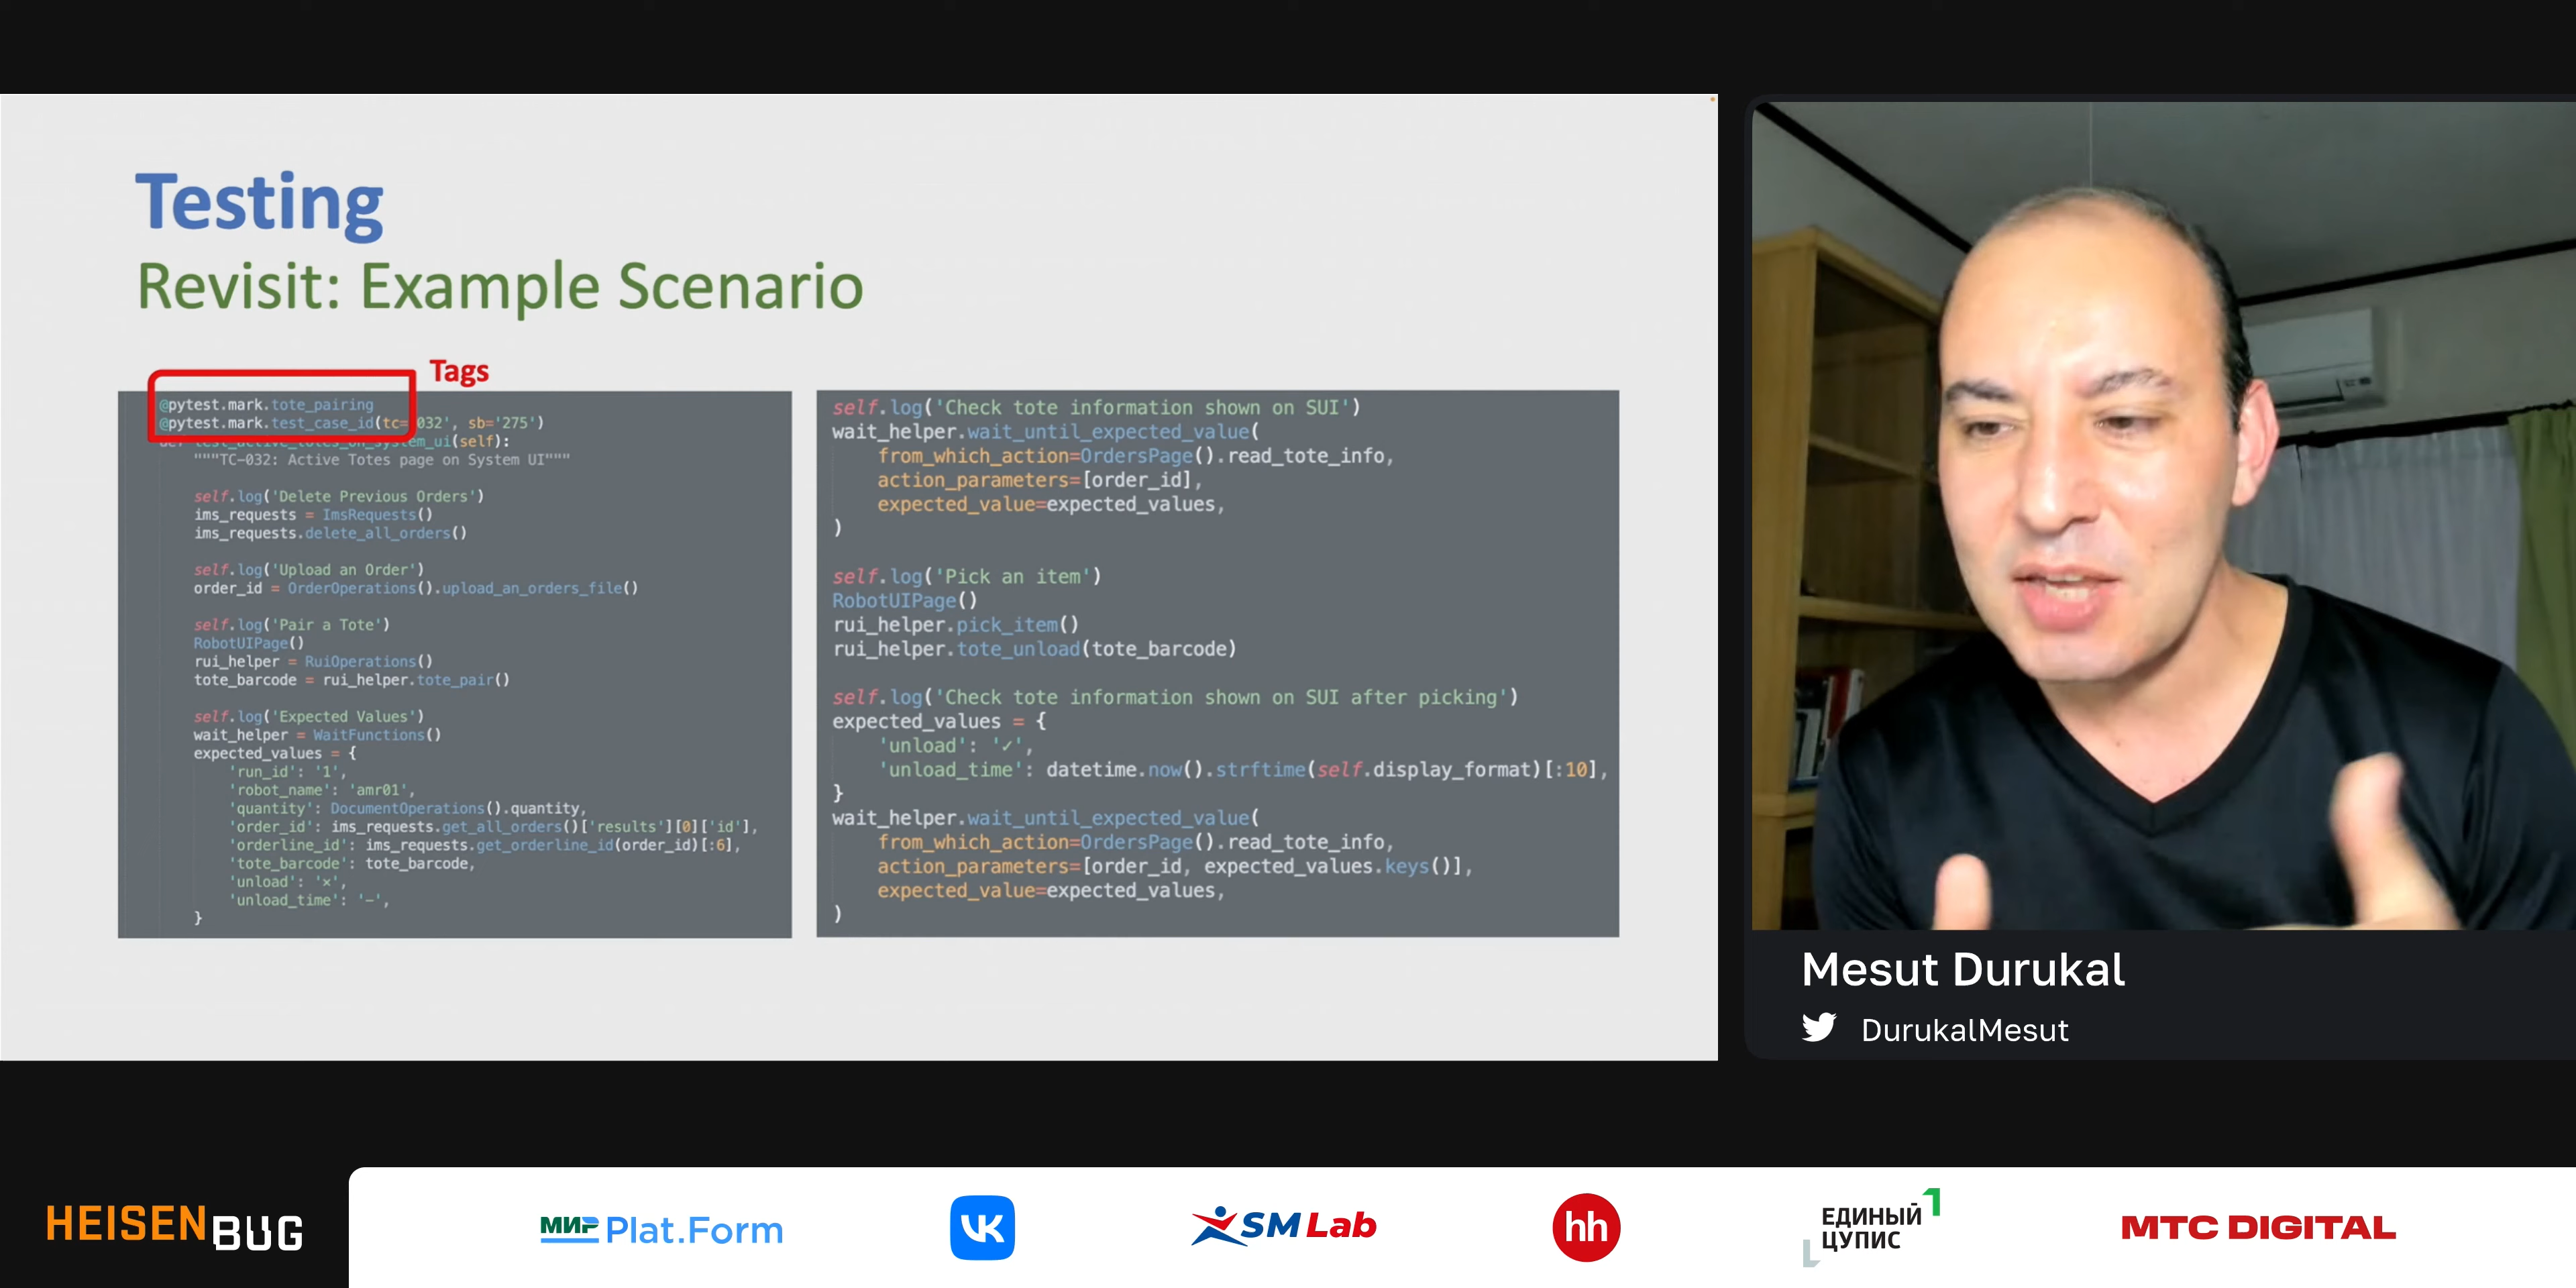 Testing
Revisit: Example Scenario
Tags
@pytest.mark.tote_pairing
@pytest.mark.test_case_id(tc='032', sb='275')
def test_active_totes_on_system_ui(self):
"""TC-032: Active Totes page on System UI"""
self.log('Delete Previous Orders')
ims_requests = ImsRequests()
ims_requests.delete_all_orders()
self.log('Upload an Order')
order_id = OrderOperations().upload_an_orders_file()
self.log('Pair a Tote')
RobotUIPage()
rui_helper = RuiOperations()
tote_barcode = rui_helper.tote_pair()
self.log('Expected Values')
wait_helper = WaitFunctions()
expected_values = {
'run_id': '1',
'robot_name': 'amr01',
'quantity': DocumentOperations().quantity,
'order_id': ims_requests.get_all_orders()['results'][0]['id'],
'orderline_id': ims_requests.get_orderline_id(order_id)[:6],
'tote_barcode': tote_barcode,
'unload': '×',
'unload_time': '−',
}
self.log('Check tote information shown on SUI')
wait_helper.wait_until_expected_value(
from_which_action=OrdersPage().read_tote_info,
action_parameters=[order_id],
expected_value=expected_values,
)
self.log('Pick an item')
RobotUIPage()
rui_helper.pick_item()
rui_helper.tote_unload(tote_barcode)
self.log('Check tote information shown on SUI after picking')
expected_values = {
'unload': '✓',
'unload_time': datetime.now().strftime(self.display_format)[:10],
}
wait_helper.wait_until_expected_value(
from_which_action=OrdersPage().read_tote_info,
action_parameters=[order_id, expected_values.keys()],
expected_value=expected_values,
)
Mesut Durukal
DurukalMesut
HEISENBUG
МИР Plat.Form
VK
SM Lab
hh
ЕДИНЫЙ ЦУПИС 1
МТС DIGITAL